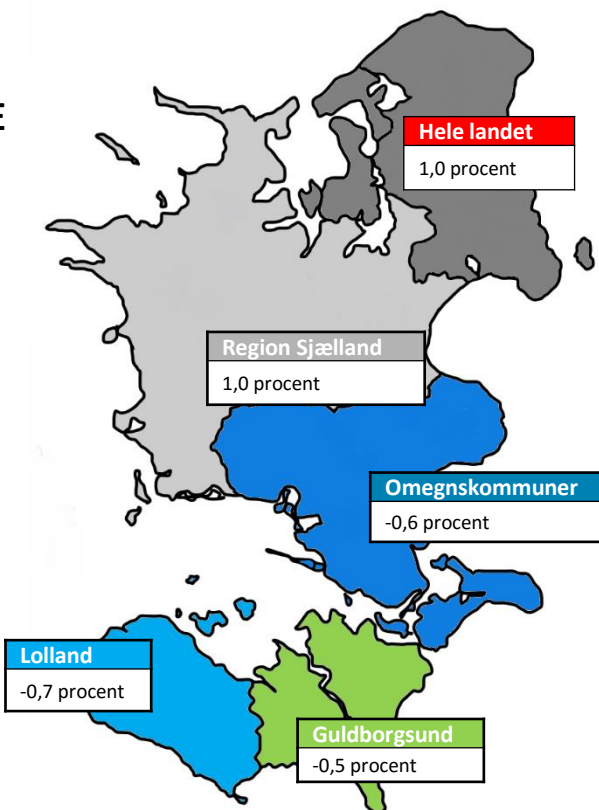 E
Hele landet
1,0 procent
Region Sjælland
1,0 procent
Omegnskommuner
-0,6 procent
Lolland
-0,7 procent
Guldborgsund
-0,5 procent